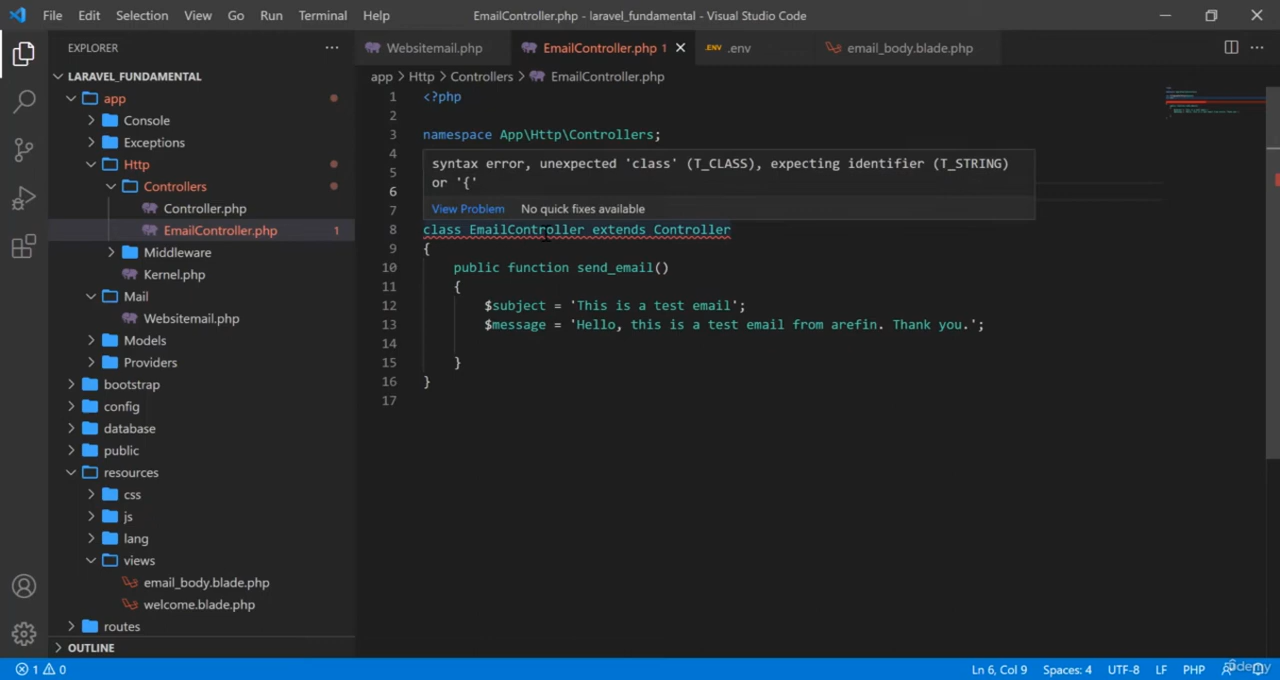 File Edit Selection View Go Run Terminal Help
EmailController.php - laravel_fundamental - Visual Studio Code
EXPLORER
Websitemail.php
EmailController.php 1
.ENV .env
email_body.blade.php
LARAVEL_FUNDAMENTAL
app > Http > Controllers > EmailController.php
app
Console
Exceptions
Http
Controllers
Controller.php
EmailController.php 1
Middleware
Kernel.php
Mail
Websitemail.php
Models
Providers
bootstrap
config
database
public
resources
css
js
lang
views
email_body.blade.php
welcome.blade.php
routes
OUTLINE
1 <?php
2
3 namespace App\Http\Controllers;
4
5
6
7
syntax error, unexpected 'class' (T_CLASS), expecting identifier (T_STRING)
or '{'
View Problem No quick fixes available
8 class EmailController extends Controller
9 {
10 public function send_email()
11 {
12 $subject = 'This is a test email';
13 $message = 'Hello, this is a test email from arefin. Thank you.';
14
15 }
16 }
17
1 0
Ln 6, Col 9 Spaces: 4 UTF-8 LF PHP
ûdemy